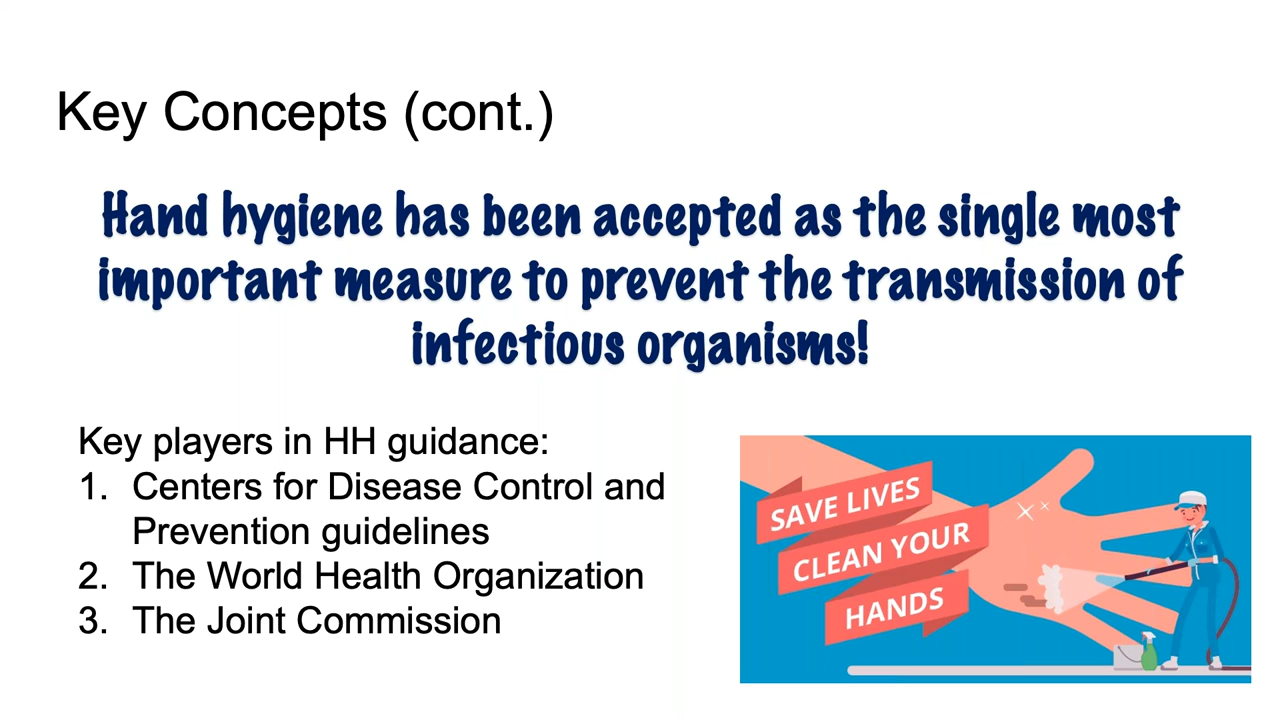 Key Concepts (cont.)
Hand hygiene has been accepted as the single most
important measure to prevent the transmission of
infectious organisms!
Key players in HH guidance:
1. Centers for Disease Control and
Prevention guidelines
2. The World Health Organization
3. The Joint Commission
SAVE LIVES
CLEAN YOUR
HANDS